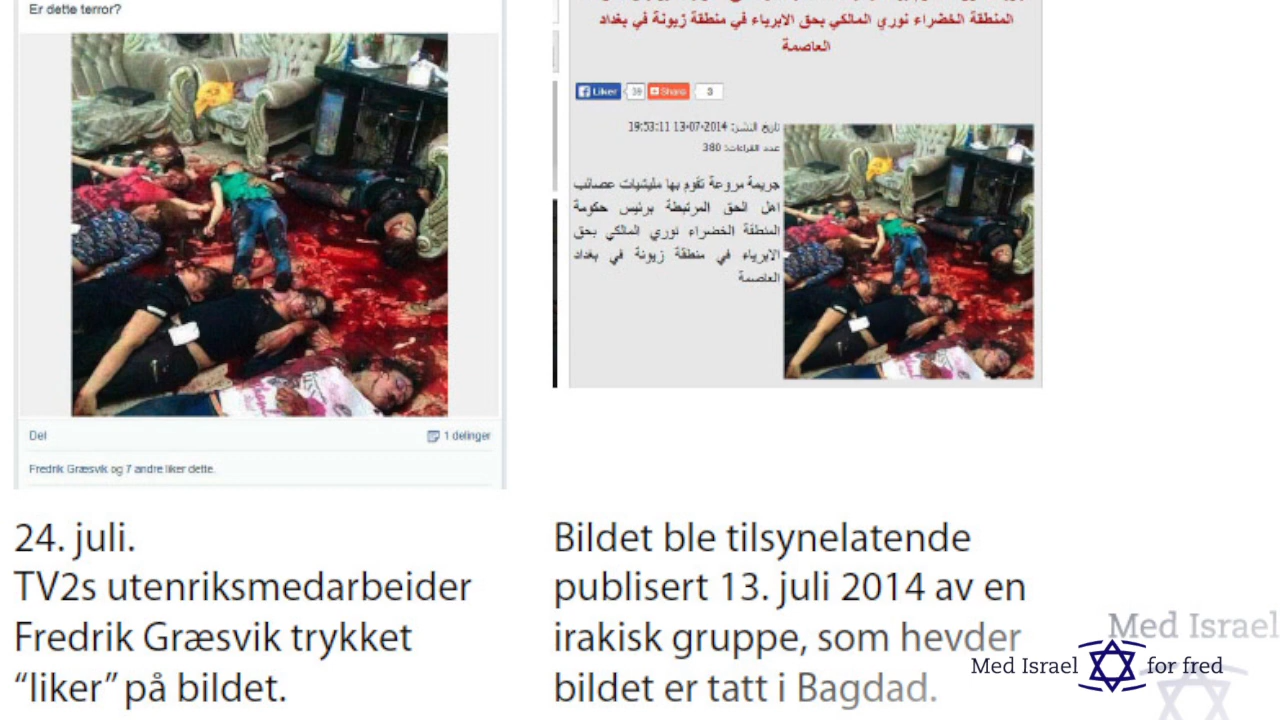 Er dette terror?
Del
1 delinger
Fredrik Græsvik og 7 andre liker dette.
24. juli.
TV2s utenriksmedarbeider
Fredrik Græsvik trykket
“liker” på bildet.
المنطقة الخضراء نوري المالكي بحق الابرياء في منطقة زيونة في بغداد
العاصمة
Liker 39 Share 3
تاريخ النشر: 2014-07-13 19:53:11
عدد القراءات: 380
جريمة مروعة تقوم بها مليشيات عصائب
اهل الحق المرتبطة برئيس حكومة
المنطقة الخضراء نوري المالكي بحق
الابرياء في منطقة زيونة في بغداد
العاصمة
Bildet ble tilsynelatende
publisert 13. juli 2014 av en
irakisk gruppe, som hevder
bildet er tatt i Bagdad.
Med Israel
Med Israel for fred